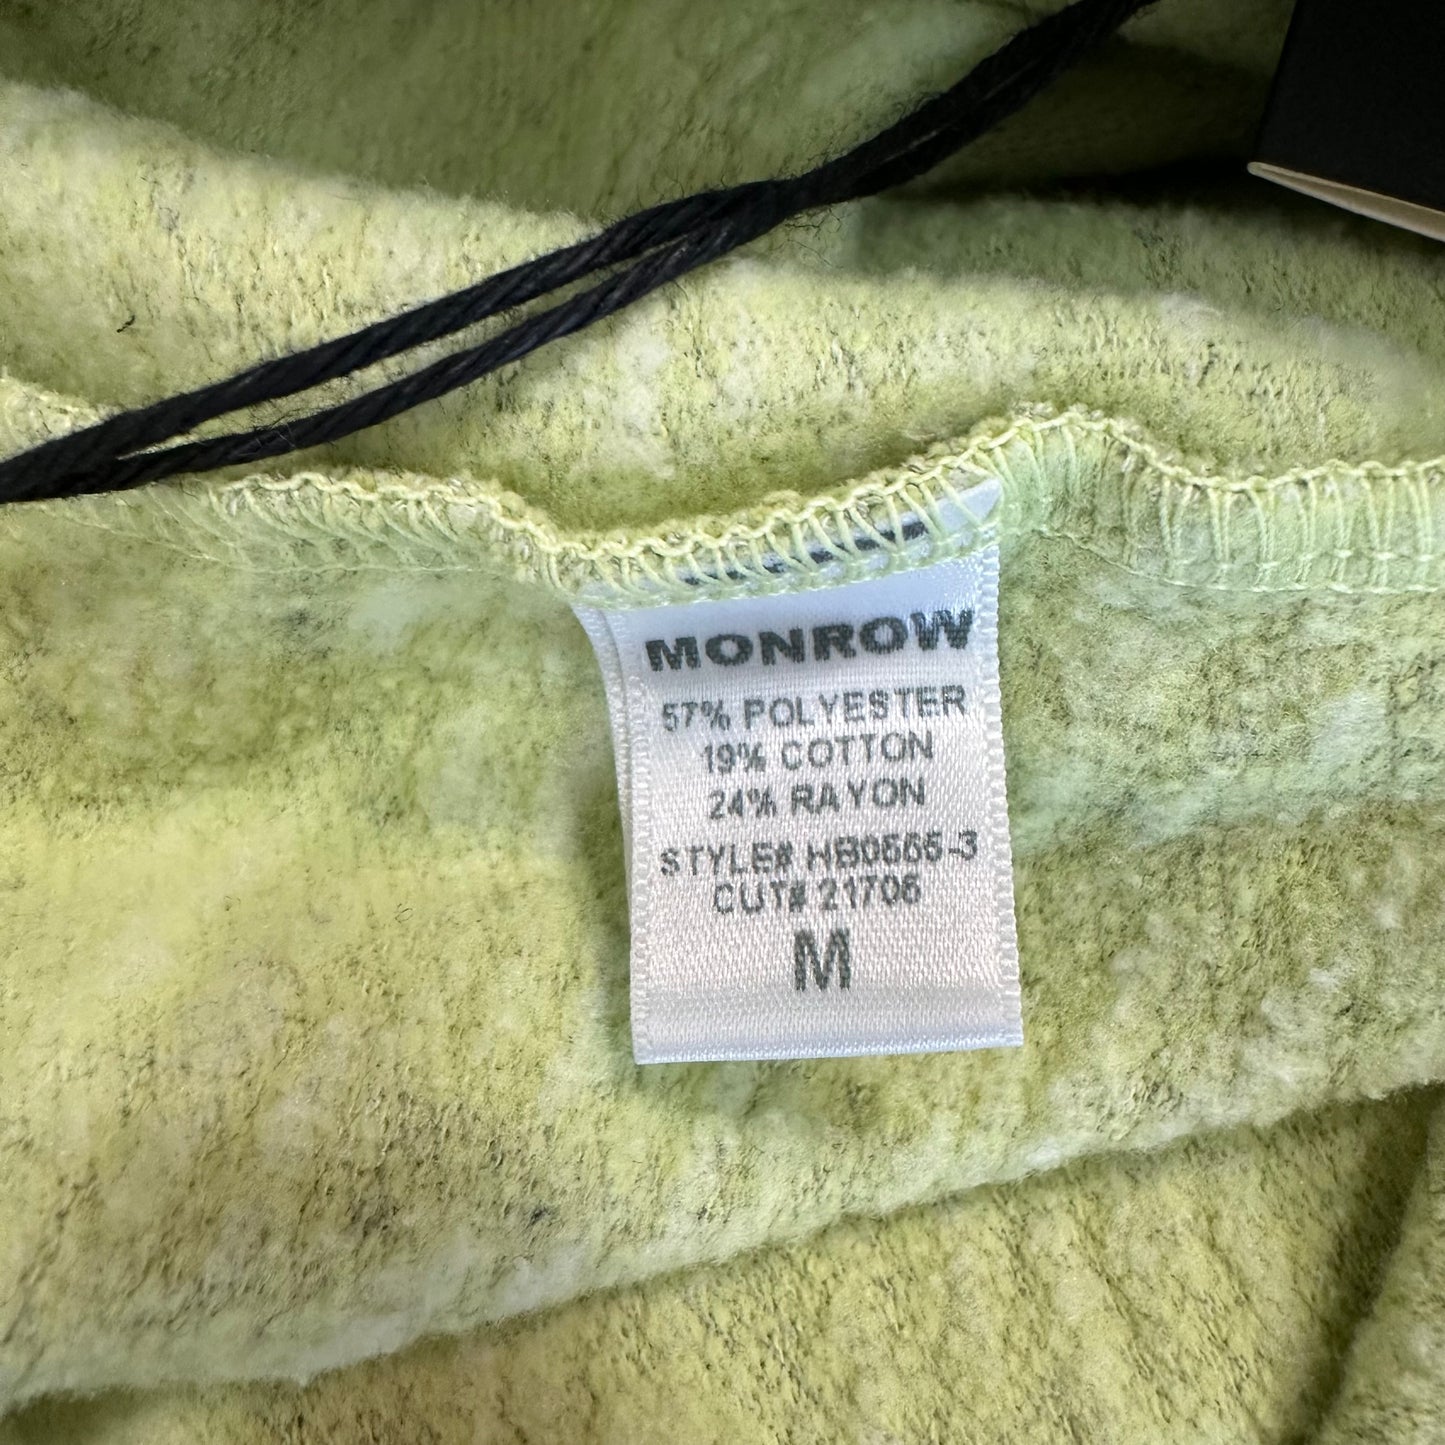 MONROW
57% POLYESTER
19% COTTON
24% RAYON
STYLE# HB0555-3
CUT# 21706
M